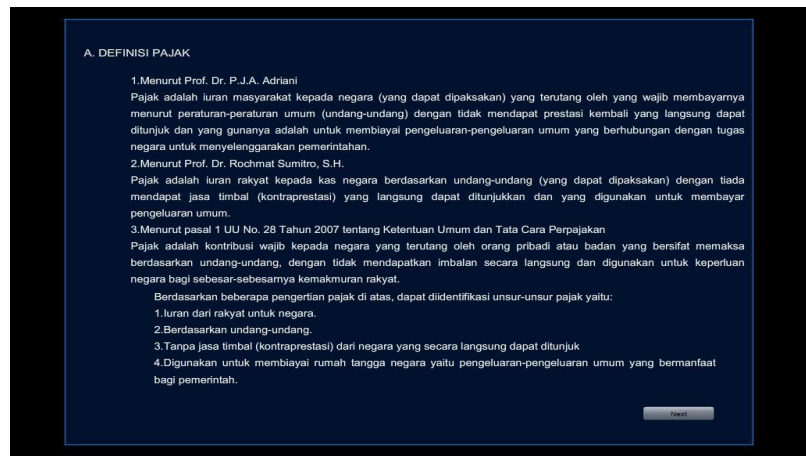 A. DEFINISI PAJAK
1.Menurut Prof. Dr. P.J.A. Adriani
Pajak adalah iuran masyarakat kepada negara (yang dapat dipaksakan) yang terutang oleh yang wajib membayarnya
menurut peraturan-peraturan umum (undang-undang) dengan tidak mendapat prestasi kembali yang langsung dapat
ditunjuk dan yang gunanya adalah untuk membiayai pengeluaran-pengeluaran umum yang berhubungan dengan tugas
negara untuk menyelenggarakan pemerintahan.
2.Menurut Prof. Dr. Rochmat Sumitro, S.H.
Pajak adalah iuran rakyat kepada kas negara berdasarkan undang-undang (yang dapat dipaksakan) dengan tiada
mendapat jasa timbal (kontraprestasi) yang langsung dapat ditunjukkan dan yang digunakan untuk membayar
pengeluaran umum.
3.Menurut pasal 1 UU No. 28 Tahun 2007 tentang Ketentuan Umum dan Tata Cara Perpajakan
Pajak adalah kontribusi wajib kepada negara yang terutang oleh orang pribadi atau badan yang bersifat memaksa
berdasarkan undang-undang, dengan tidak mendapatkan imbalan secara langsung dan digunakan untuk keperluan
negara bagi sebesar-sebesarnya kemakmuran rakyat.
Berdasarkan beberapa pengertian pajak di atas, dapat diidentifikasi unsur-unsur pajak yaitu:
1.Iuran dari rakyat untuk negara.
2.Berdasarkan undang-undang.
3.Tanpa jasa timbal (kontraprestasi) dari negara yang secara langsung dapat ditunjuk
4.Digunakan untuk membiayai rumah tangga negara yaitu pengeluaran-pengeluaran umum yang bermanfaat
bagi pemerintah.
Next